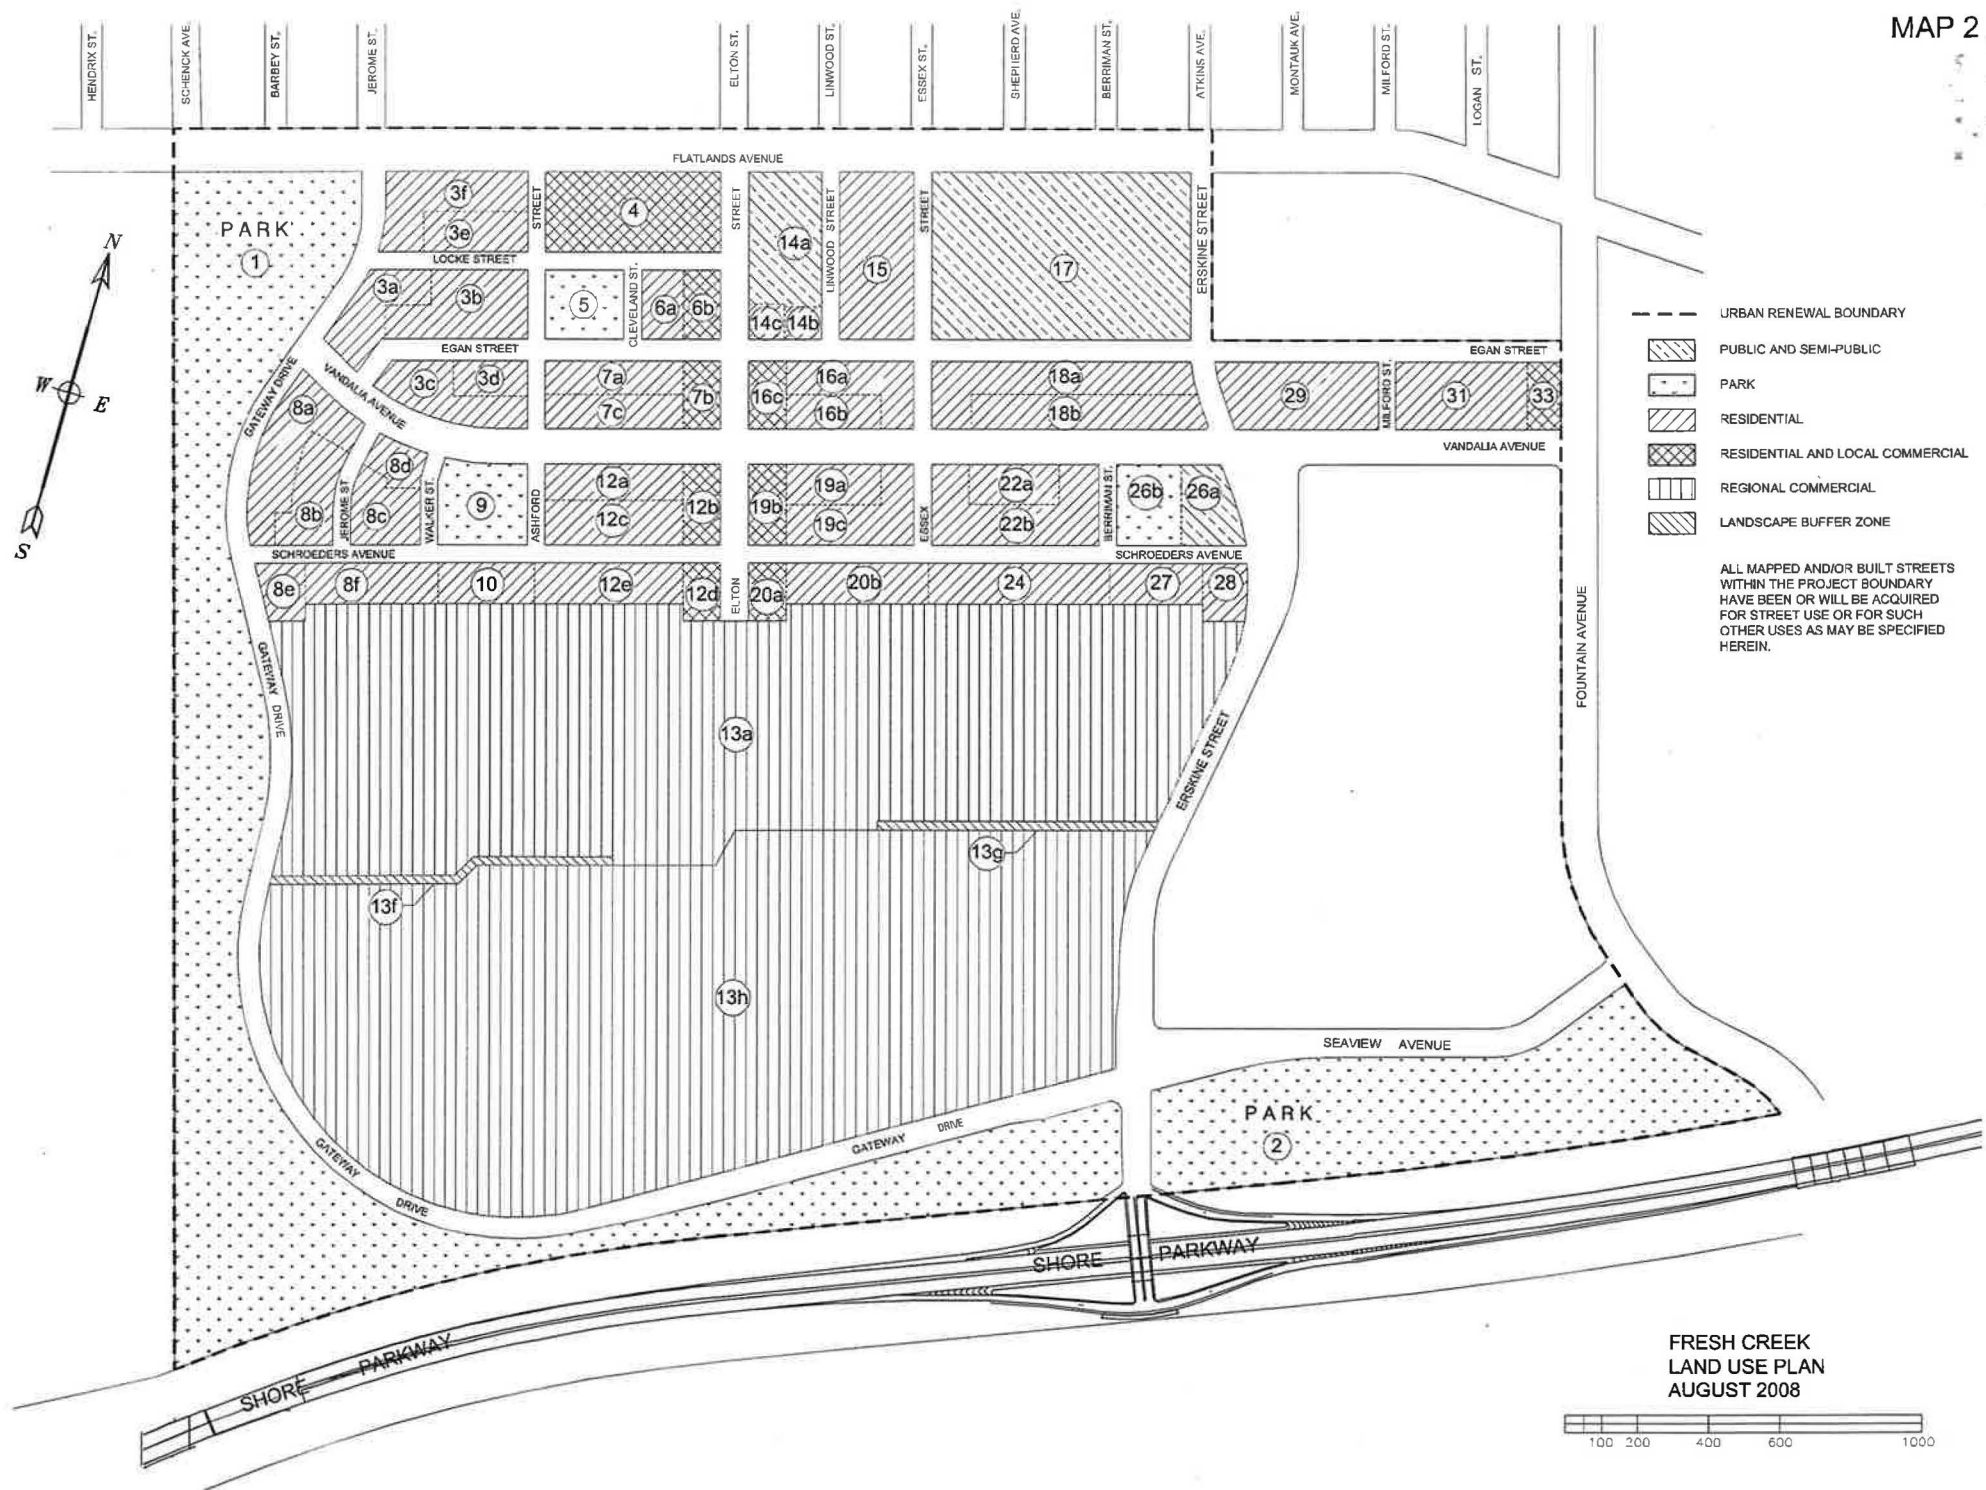 MAP 2
HENDRIX ST.
SCHENCK AVE.
BARBEY ST.
JEROME ST.
ELTON ST.
LINWOOD ST.
ESSEX ST.
SHEPHERD AVE.
BERRIMAN ST.
ATKINS AVE.
MONTAUK AVE.
MILFORD ST.
LOGAN ST.
FLATLANDS AVENUE
PARK
1
3f
3e
STREET
4
STREET
14a
LINWOOD STREET
15
STREET
17
ERSKINE STREET
LOCKE STREET
3a
3b
5
CLEVELAND ST.
6a
6b
14c
14b
N
W
E
S
EGAN STREET
EGAN STREET
GATEWAY DRIVE
VANDALIA AVENUE
3c
3d
7a
7c
7b
16c
16a
16b
18a
18b
29
MILFORD ST.
31
33
VANDALIA AVENUE
8a
8b
JEROME ST
8d
8c
WALKER ST.
9
ASHFORD
12a
12c
12b
19b
19a
19c
ESSEX
22a
22b
BERRIMAN ST.
26b
26a
SCHROEDERS AVENUE
SCHROEDERS AVENUE
8e
8f
10
12e
12d
ELTON
20a
20b
24
27
28
GATEWAY DRIVE
13a
ERSKINE STREET
FOUNTAIN AVENUE
13g
13f
13h
SEAVIEW AVENUE
PARK
2
GATEWAY DRIVE
GATEWAY DRIVE
SHORE PARKWAY
SHORE PARKWAY
URBAN RENEWAL BOUNDARY
PUBLIC AND SEMI-PUBLIC
PARK
RESIDENTIAL
RESIDENTIAL AND LOCAL COMMERCIAL
REGIONAL COMMERCIAL
LANDSCAPE BUFFER ZONE
ALL MAPPED AND/OR BUILT STREETS
WITHIN THE PROJECT BOUNDARY
HAVE BEEN OR WILL BE ACQUIRED
FOR STREET USE OR FOR SUCH
OTHER USES AS MAY BE SPECIFIED
HEREIN.
FRESH CREEK
LAND USE PLAN
AUGUST 2008
100 200 400 600 1000